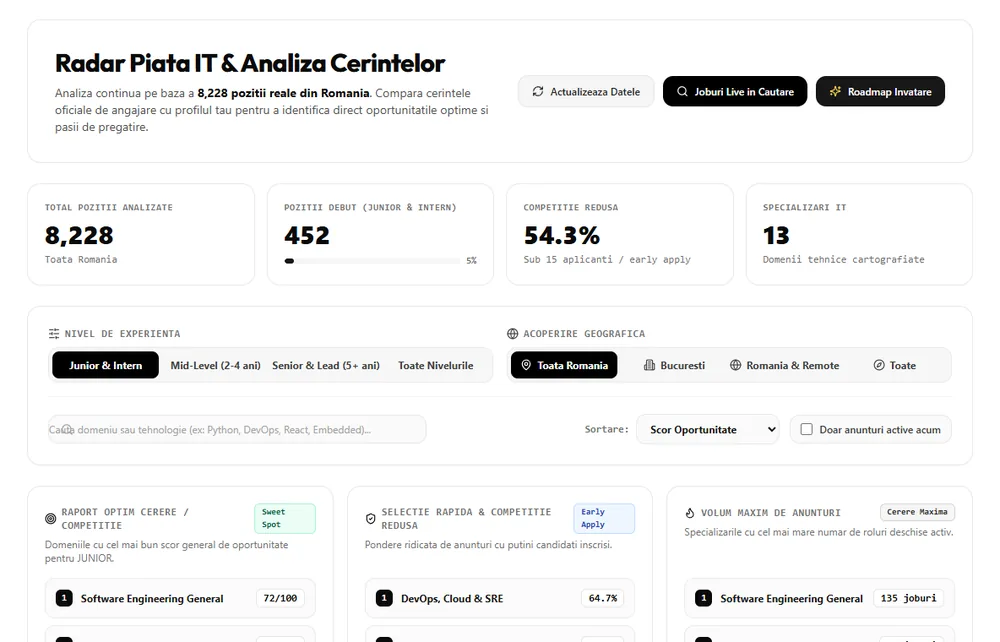 Radar Piata IT & Analiza Cerintelor
Analiza continua pe baza a 8,228 pozitii reale din Romania. Compara cerintele
oficiale de angajare cu profilul tau pentru a identifica direct oportunitatile optime si
pasii de pregatire.
Actualizeaza Datele
Joburi Live in Cautare
Roadmap Invatare
TOTAL POZITII ANALIZATE
8,228
Toata Romania
POZITII DEBUT (JUNIOR & INTERN)
452
5%
COMPETITIE REDUSA
54.3%
Sub 15 aplicanti / early apply
SPECIALIZARI IT
13
Domenii tehnice cartografiate
NIVEL DE EXPERIENTA
Junior & Intern
Mid-Level (2-4 ani)
Senior & Lead (5+ ani)
Toate Nivelurile
ACOPERIRE GEOGRAFICA
Toata Romania
Bucuresti
Romania & Remote
Toate
Cauta domeniu sau tehnologie (ex: Python, DevOps, React, Embedded)...
Sortare:
Scor Oportunitate
Doar anunturi active acum
RAPORT OPTIM CERERE /
COMPETITIE
Sweet
Spot
Domeniile cu cel mai bun scor general de oportunitate
pentru JUNIOR.
1 Software Engineering General 72/100
SELECTIE RAPIDA & COMPETITIE
REDUSA
Early
Apply
Pondere ridicata de anunturi cu putini candidati inscrisi.
1 DevOps, Cloud & SRE 64.7%
VOLUM MAXIM DE ANUNTURI
Cerere Maxima
Specializarile cu cel mai mare numar de roluri deschise activ.
1 Software Engineering General 135 joburi